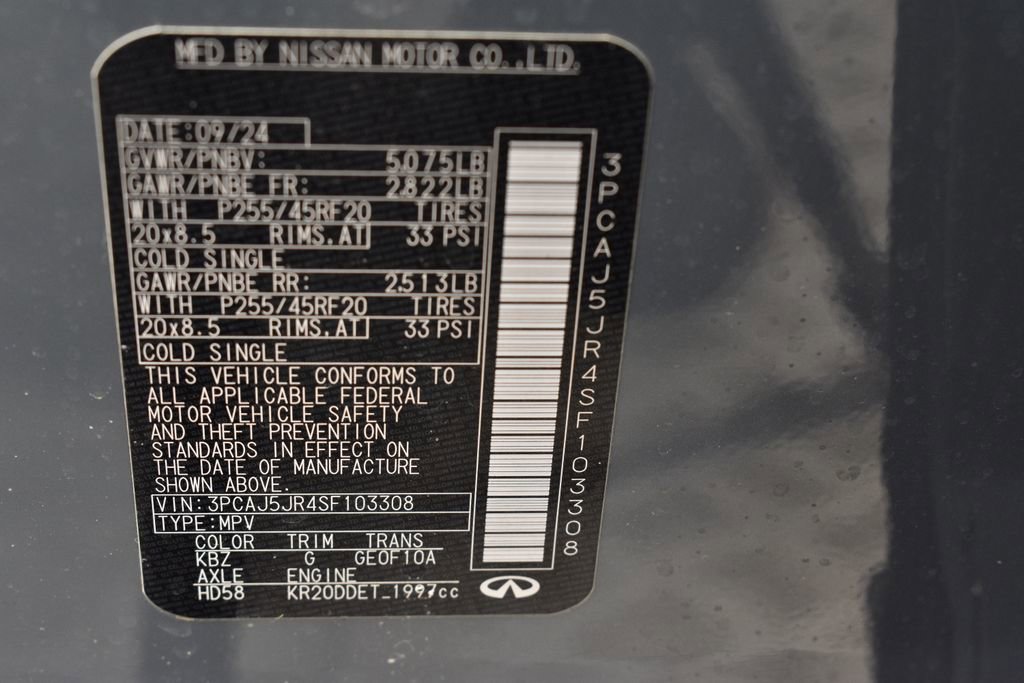 MFD BY NISSAN MOTOR CO.,LTD.
DATE:09/24
GVWR/PNBV: 5075LB
GAWR/PNBE FR: 2822LB
WITH P255/45RF20 TIRES
20x8.5 RIMS.AT 33 PSI
COLD SINGLE
GAWR/PNBE RR: 2513LB
WITH P255/45RF20 TIRES
20x8.5 RIMS.AT 33 PSI
COLD SINGLE
THIS VEHICLE CONFORMS TO
ALL APPLICABLE FEDERAL
MOTOR VEHICLE SAFETY
AND THEFT PREVENTION
STANDARDS IN EFFECT ON
THE DATE OF MANUFACTURE
SHOWN ABOVE.
VIN:3PCAJ5JR4SF103308
TYPE:MPV
COLOR TRIM TRANS
KBZ G GE0F10A
AXLE ENGINE
HD58 KR20DDET_1997cc
3PCAJ5JR4SF103308